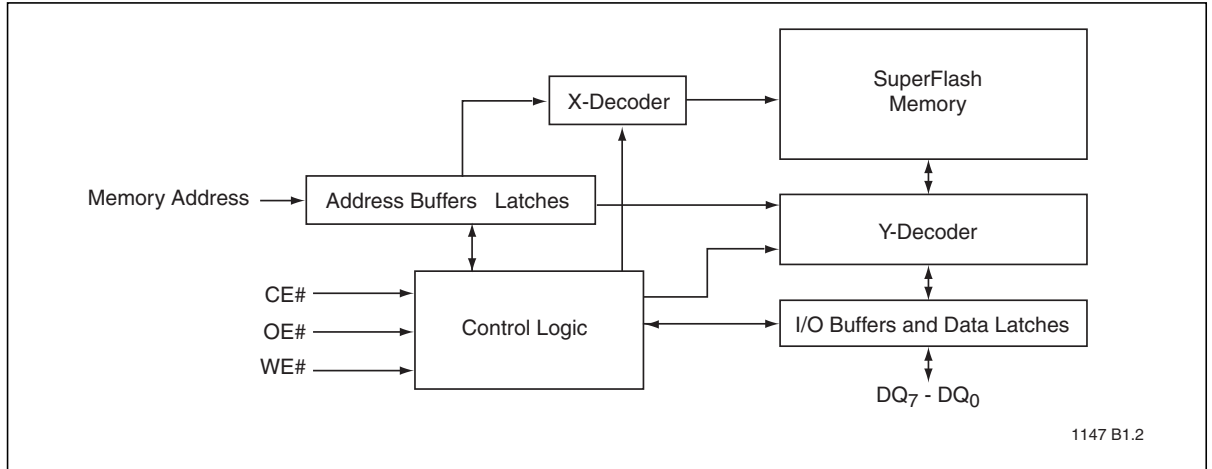 SuperFlash
Memory
X-Decoder
Memory Address
Address Buffers Latches
Y-Decoder
CE#
OE#
WE#
Control Logic
I/O Buffers and Data Latches
DQ7 - DQ0
1147 B1.2